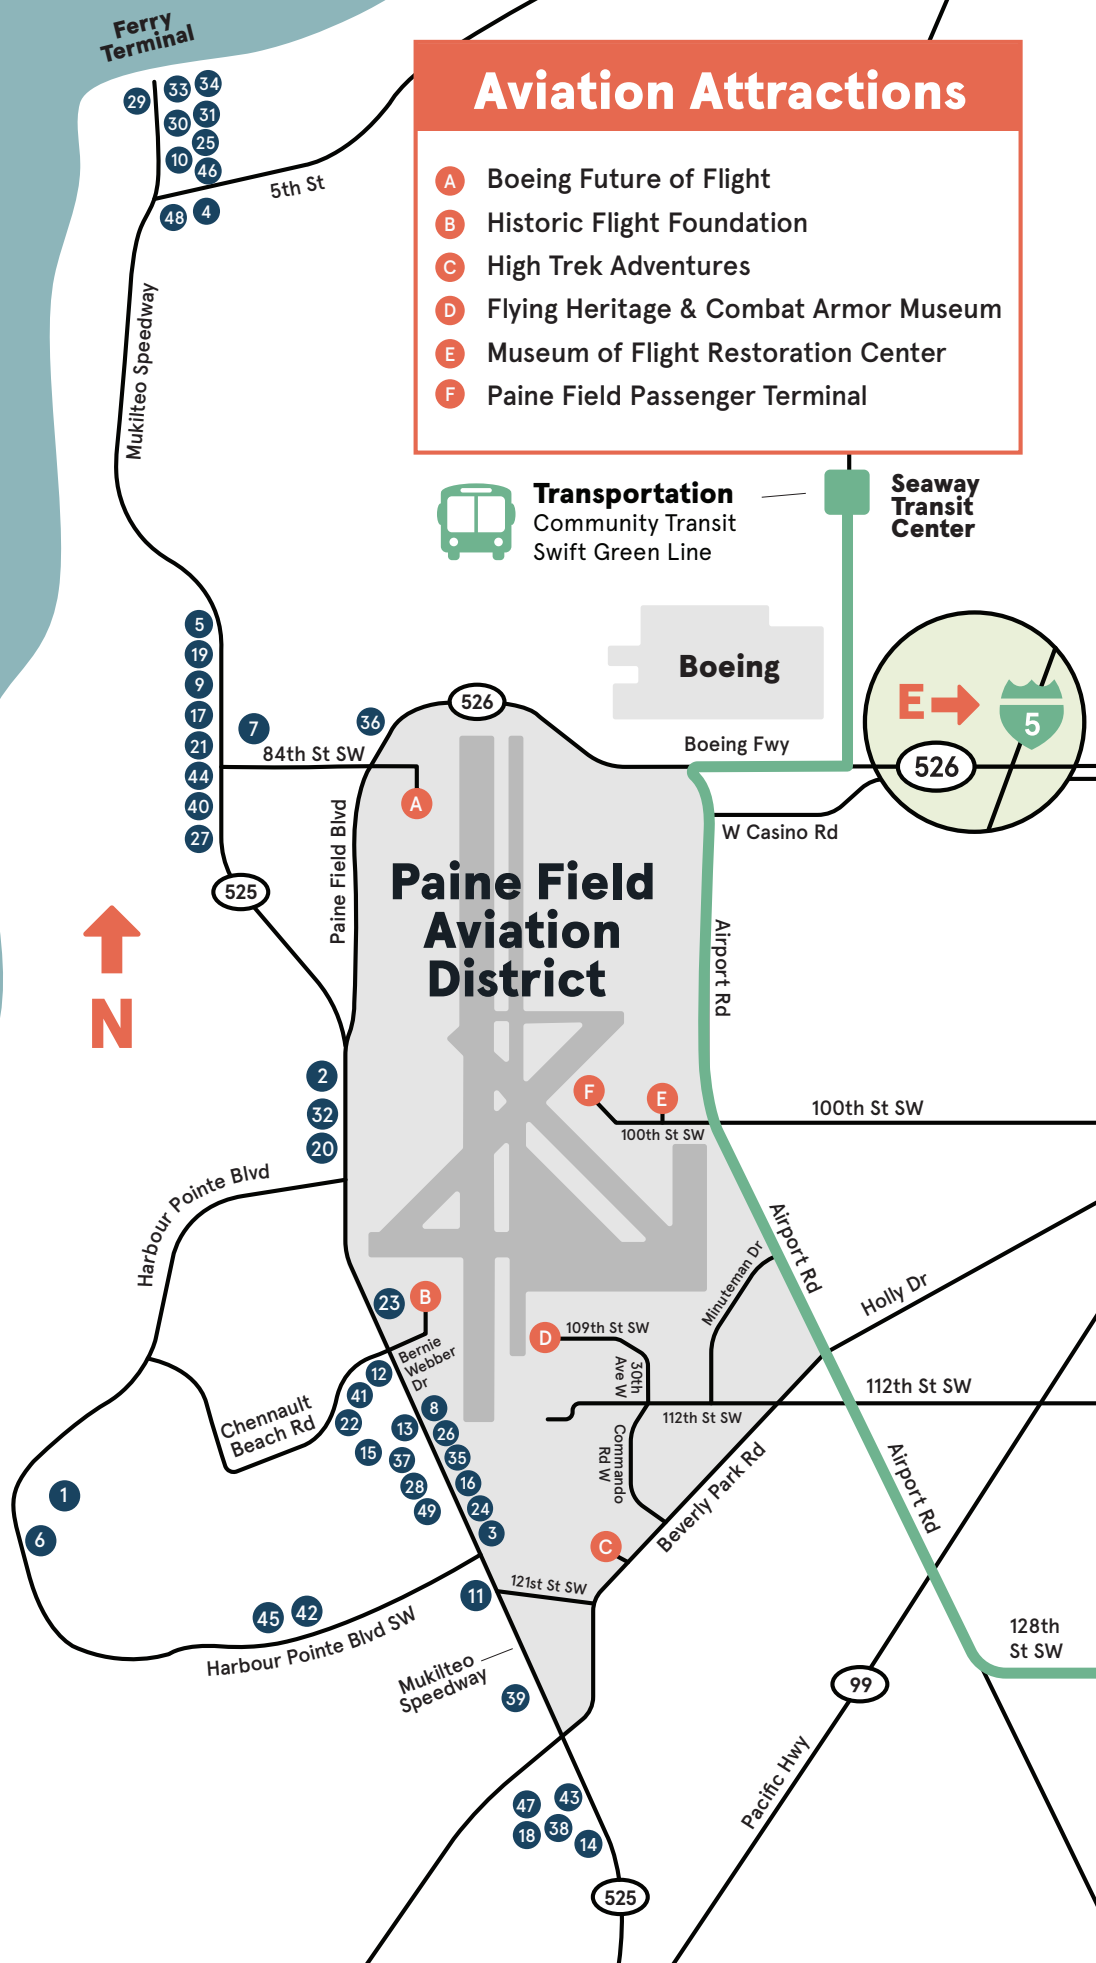 Ferry
Terminal
29
33
34
30
31
25
10
46
5th St
48
4
Mukilteo Speedway
Aviation Attractions
A Boeing Future of Flight
B Historic Flight Foundation
C High Trek Adventures
D Flying Heritage & Combat Armor Museum
E Museum of Flight Restoration Center
F Paine Field Passenger Terminal
Transportation
Community Transit
Swift Green Line
Seaway
Transit
Center
Boeing
E
5
526
Boeing Fwy
W Casino Rd
526
5
19
9
17
21
44
40
27
7
36
84th St SW
A
525
Paine Field Blvd
Paine Field
Aviation
District
Airport Rd
N
2
32
20
F
E
100th St SW
100th St SW
Harbour Pointe Blvd
Airport Rd
Minuteman Dr
Holly Dr
23
B
Bernie
Webber
Dr
D
109th St SW
30th
Ave W
112th St SW
112th St SW
12
41
22
15
Chennault
Beach Rd
8
13
26
37
35
28
16
49
24
3
Commando
Rd W
Beverly Park Rd
Airport Rd
1
6
C
11
121st St SW
45
42
Harbour Pointe Blvd SW
Mukilteo
Speedway
39
128th
St SW
99
Pacific Hwy
47
43
18
38
14
525